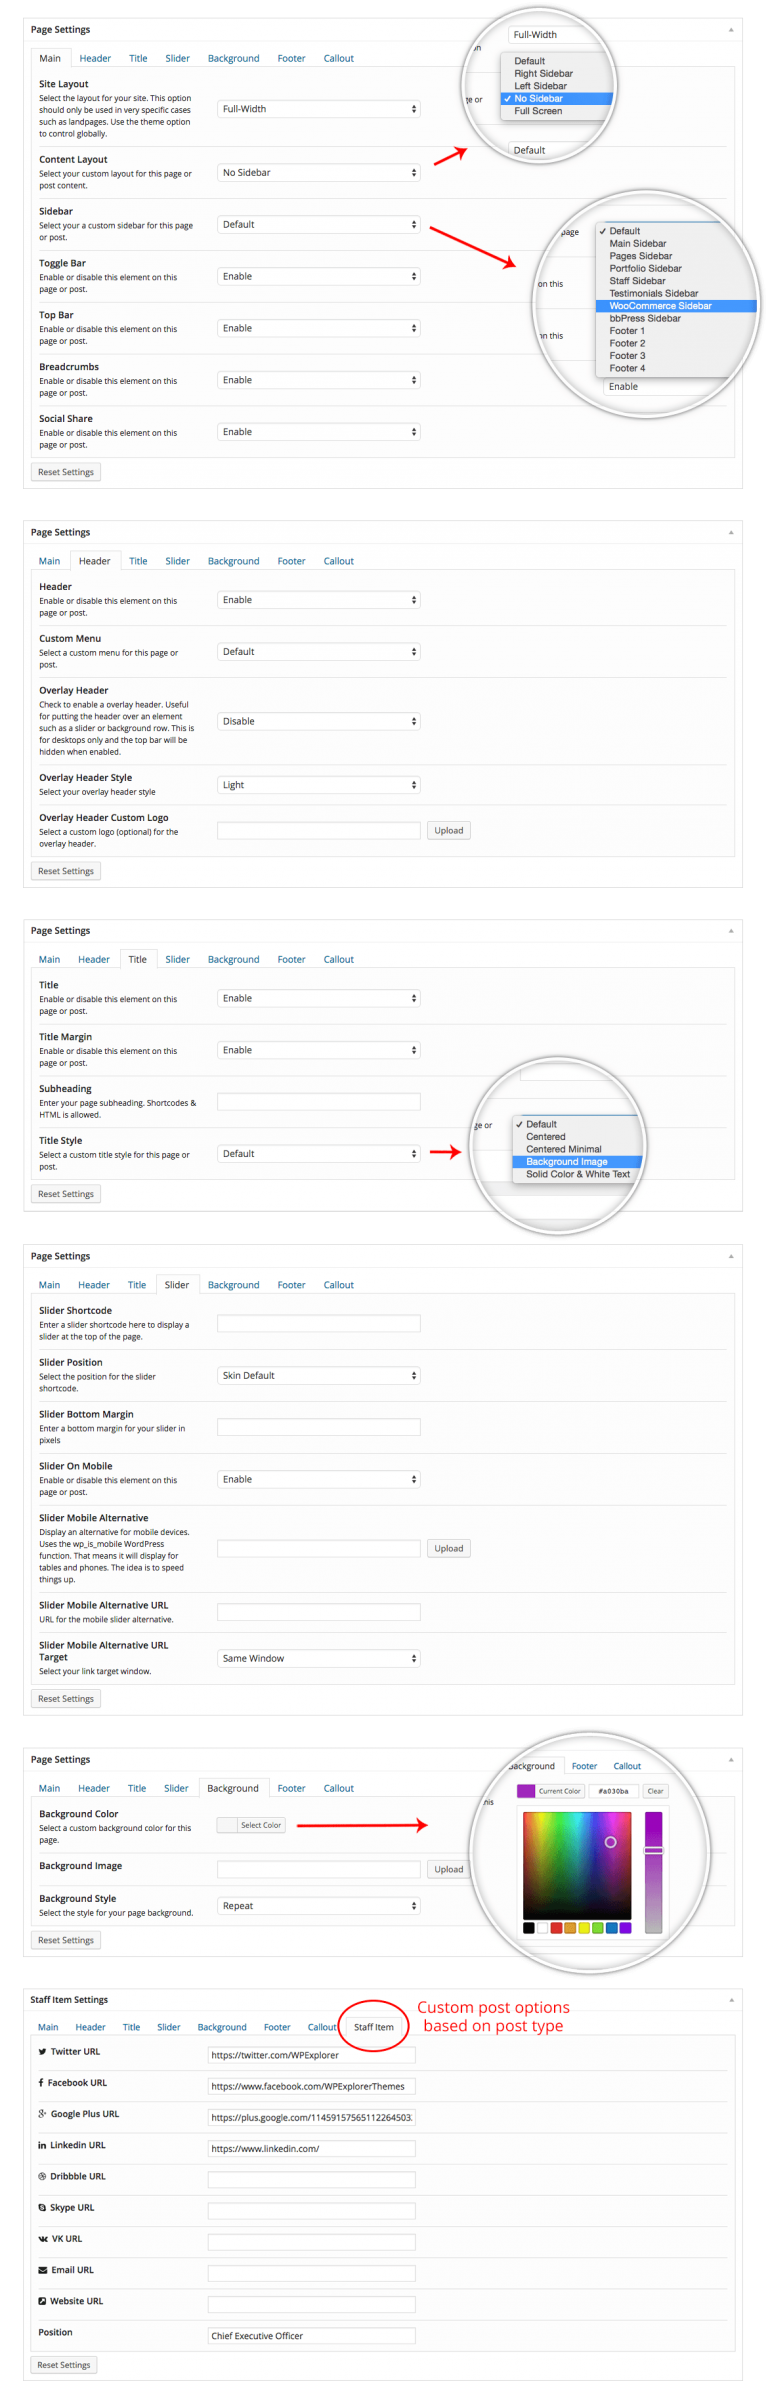 Page Settings
Main Header Title Slider Background Footer Callout
Site Layout
Select the layout for your site. This option
should only be used in very specific cases
such as landpages. Use the theme option
to control globally.
Full-Width
Content Layout
Select your custom layout for this page or
post content.
No Sidebar
Sidebar
Select your a custom sidebar for this page
or post.
Default
Toggle Bar
Enable or disable this element on this
page or post.
Enable
Top Bar
Enable or disable this element on this
page or post.
Enable
Breadcrumbs
Enable or disable this element on this
page or post.
Enable
Social Share
Enable or disable this element on this
page or post.
Enable
Reset Settings
Full-Width
Default
Right Sidebar
Left Sidebar
ge or
✓ No Sidebar
Full Screen
Default
page
✓ Default
Main Sidebar
Pages Sidebar
Portfolio Sidebar
Staff Sidebar
on this
Testimonials Sidebar
WooCommerce Sidebar
bbPress Sidebar
Footer 1
on this
Footer 2
Footer 3
Footer 4
Enable
Page Settings
Main Header Title Slider Background Footer Callout
Header
Enable or disable this element on this
page or post.
Enable
Custom Menu
Select a custom menu for this page or
post.
Default
Overlay Header
Check to enable a overlay header. Useful
for putting the header over an element
such as a slider or background row. This is
for desktops only and the top bar will be
hidden when enabled.
Disable
Overlay Header Style
Select your overlay header style
Light
Overlay Header Custom Logo
Select a custom logo (optional) for the
overlay header.
Upload
Reset Settings
Page Settings
Main Header Title Slider Background Footer Callout
Title
Enable or disable this element on this
page or post.
Enable
Title Margin
Enable or disable this element on this
page or post.
Enable
Subheading
Enter your page subheading. Shortcodes &
HTML is allowed.
Title Style
Select a custom title style for this page or
post.
Default
Reset Settings
ge or
✓ Default
Centered
Centered Minimal
Background Image
Solid Color & White Text
Page Settings
Main Header Title Slider Background Footer Callout
Slider Shortcode
Enter a slider shortcode here to display a
slider at the top of the page.
Slider Position
Select the position for the slider
shortcode.
Skin Default
Slider Bottom Margin
Enter a bottom margin for your slider in
pixels
Slider On Mobile
Enable or disable this element on this
page or post.
Enable
Slider Mobile Alternative
Display an alternative for mobile devices.
Uses the wp_is_mobile WordPress
function. That means it will display for
tables and phones. The idea is to speed
things up.
Upload
Slider Mobile Alternative URL
URL for the mobile slider alternative.
Slider Mobile Alternative URL
Target
Select your link target window.
Same Window
Reset Settings
Page Settings
Main Header Title Slider Background Footer Callout
Background Color
Select a custom background color for this
page.
Select Color
Background Image
Upload
Background Style
Select the style for your page background.
Repeat
Reset Settings
Background Footer Callout
his
Current Color #a030ba Clear
Staff Item Settings
Main Header Title Slider Background Footer Callout Staff Item
Custom post options
based on post type
Twitter URL
https://twitter.com/WPExplorer
Facebook URL
https://www.facebook.com/WPExplorerThemes
Google Plus URL
https://plus.google.com/11459157565112264503
Linkedin URL
https://www.linkedin.com/
Dribbble URL
Skype URL
VK URL
Email URL
Website URL
Position
Chief Executive Officer
Reset Settings